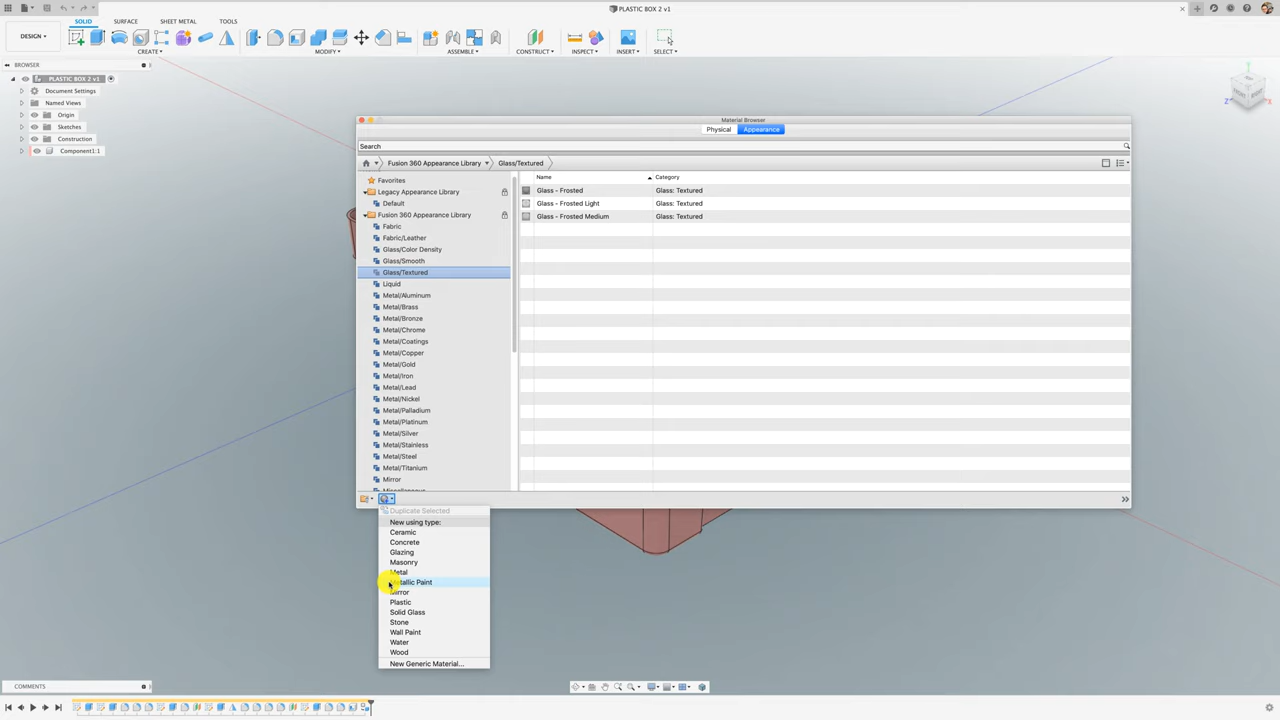 PLASTIC BOX 2 v1
SOLID SURFACE SHEET METAL TOOLS
DESIGN
CREATE MODIFY ASSEMBLE CONSTRUCT INSPECT INSERT SELECT
BROWSER
PLASTIC BOX 2 v1
Document Settings
Named Views
Origin
Sketches
Construction
Component1:1
Material Browser
Physical Appearance
Search
Fusion 360 Appearance Library Glass/Textured
Favorites
Legacy Appearance Library
Default
Fusion 360 Appearance Library
Fabric
Fabric/Leather
Glass/Color Density
Glass/Smooth
Glass/Textured
Liquid
Metal/Aluminum
Metal/Brass
Metal/Bronze
Metal/Chrome
Metal/Coatings
Metal/Copper
Metal/Gold
Metal/Iron
Metal/Lead
Metal/Nickel
Metal/Palladium
Metal/Platinum
Metal/Silver
Metal/Stainless
Metal/Steel
Metal/Titanium
Mirror
Name Category
Glass - Frosted Glass: Textured
Glass - Frosted Light Glass: Textured
Glass - Frosted Medium Glass: Textured
Duplicate Selected
New using type:
Ceramic
Concrete
Glazing
Masonry
Metal
Metallic Paint
Mirror
Plastic
Solid Glass
Stone
Wall Paint
Water
Wood
New Generic Material...
COMMENTS